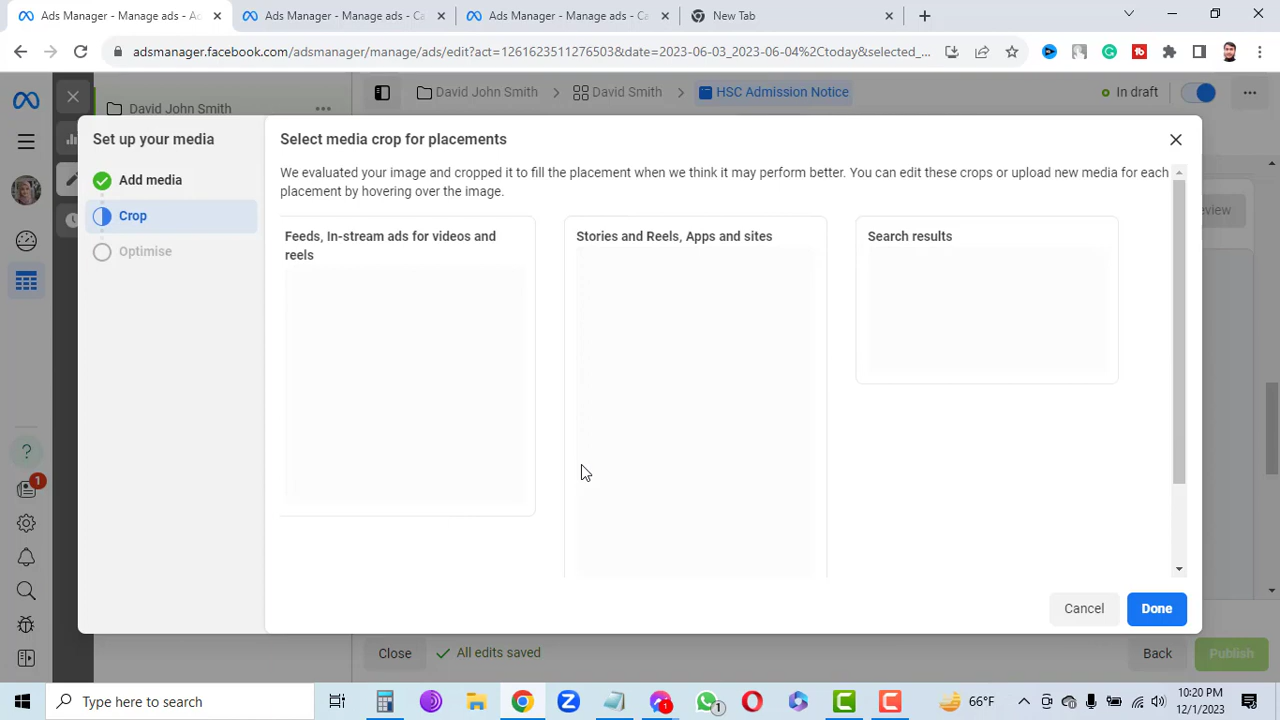 Ads Manager - Manage ads - A
Ads Manager - Manage ads - Ca
Ads Manager - Manage ads - Ca
New Tab
adsmanager.facebook.com/adsmanager/manage/ads/edit?act=1261623511276503&date=2023-06-03_2023-06-04%2Ctoday&selected_...
David John Smith
David John Smith
David Smith
HSC Admission Notice
In draft
Set up your media
Add media
Crop
Optimise
Select media crop for placements
We evaluated your image and cropped it to fill the placement when we think it may perform better. You can edit these crops or upload new media for each
placement by hovering over the image.
Feeds, In-stream ads for videos and
reels
Stories and Reels, Apps and sites
Search results
Cancel
Done
1
Close
All edits saved
Back
Publish
Type here to search
1
1
66°F
10:20 PM
12/1/2023